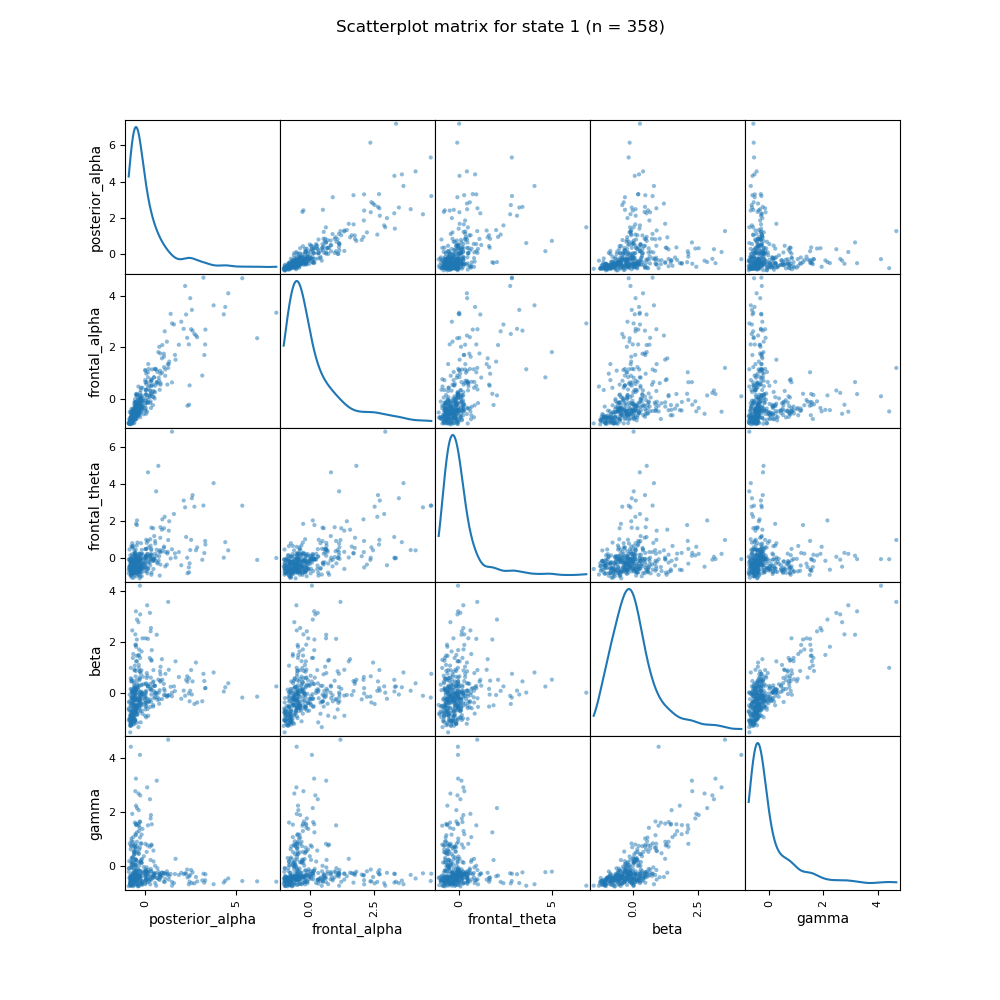 Scatterplot matrix for state 1 (n = 358)
posterior_alpha
6
4
2
0
frontal_alpha
4
2
0
frontal_theta
6
4
2
0
beta
4
2
0
gamma
4
2
0
0 5
0.0 2.5
0 5
0.0 2.5
0 2 4
posterior_alpha
frontal_alpha
frontal_theta
beta
gamma